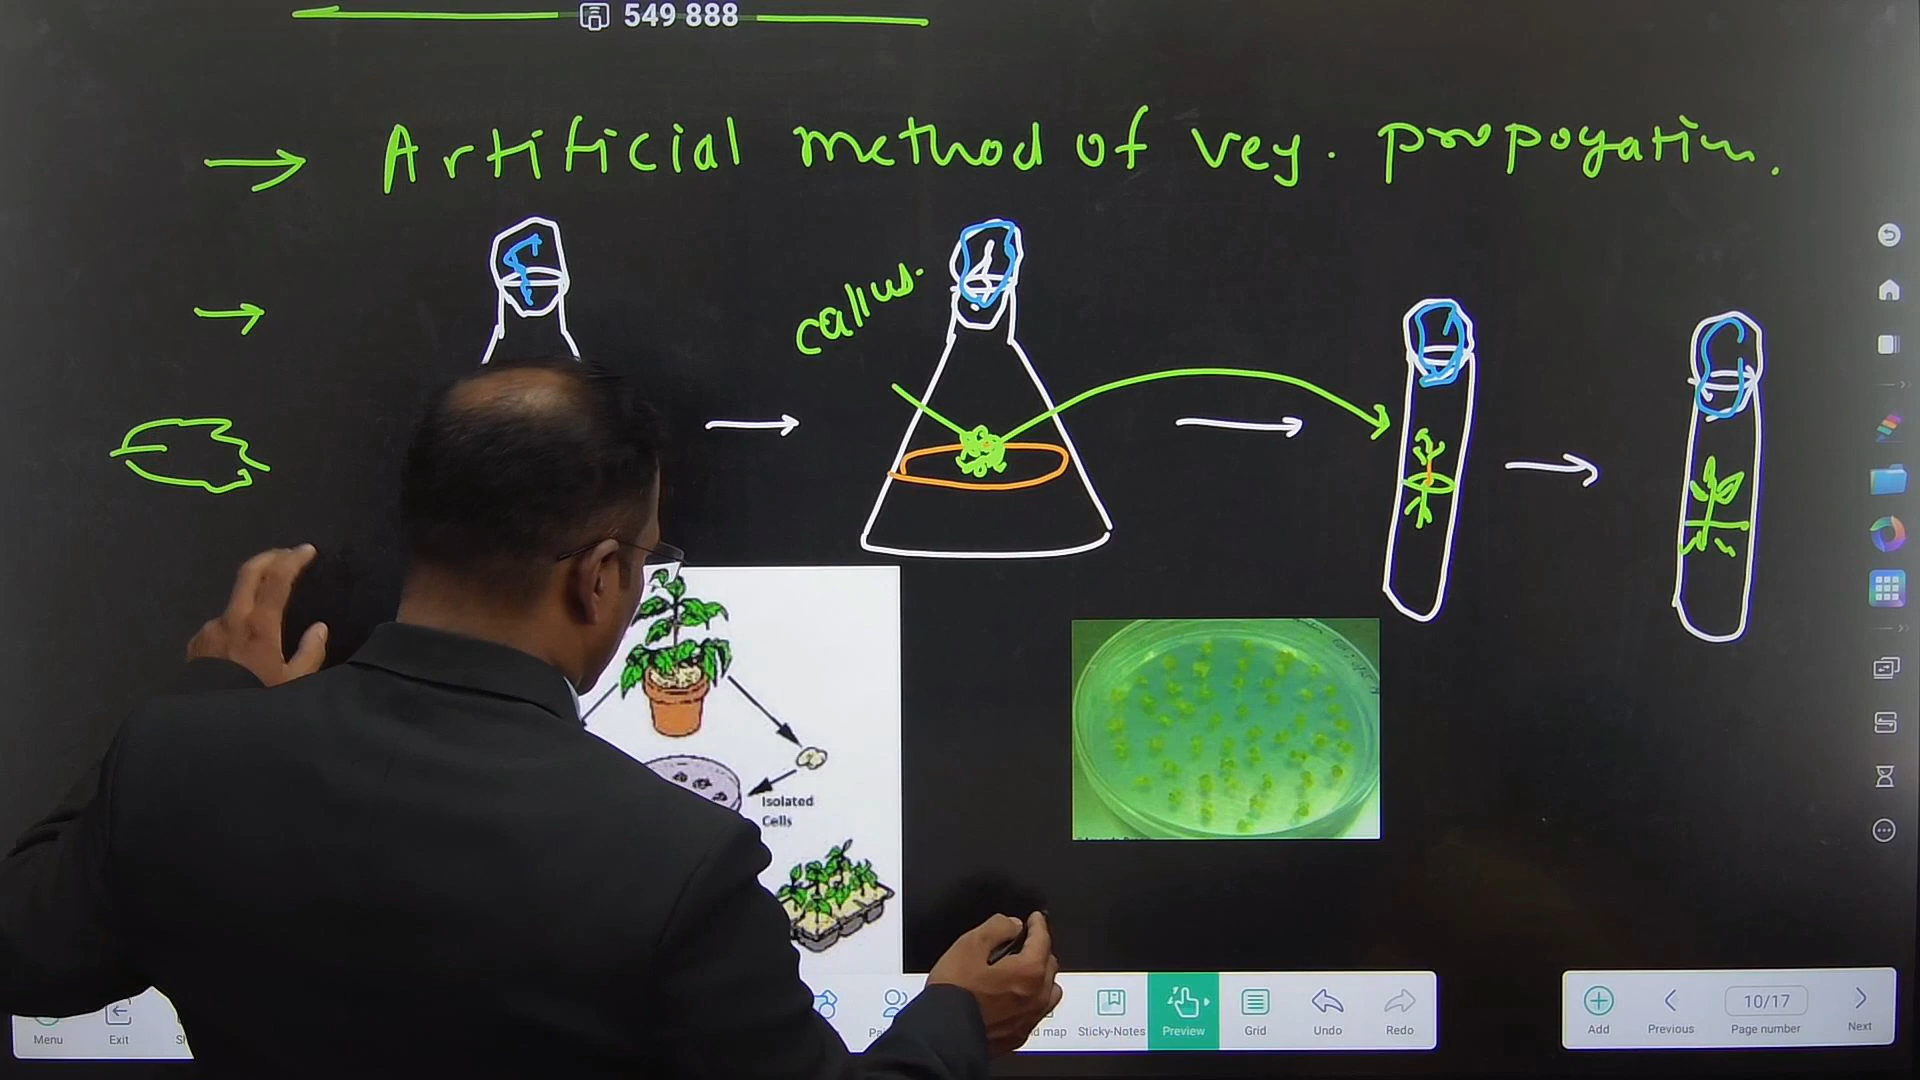 549 888
→ Artificial method of veg. propogation.
callus.
Isolated
Cells
Menu
Exit
d map
Sticky-Notes
Preview
Grid
Undo
Redo
Add
Previous
10/17
Page number
Next